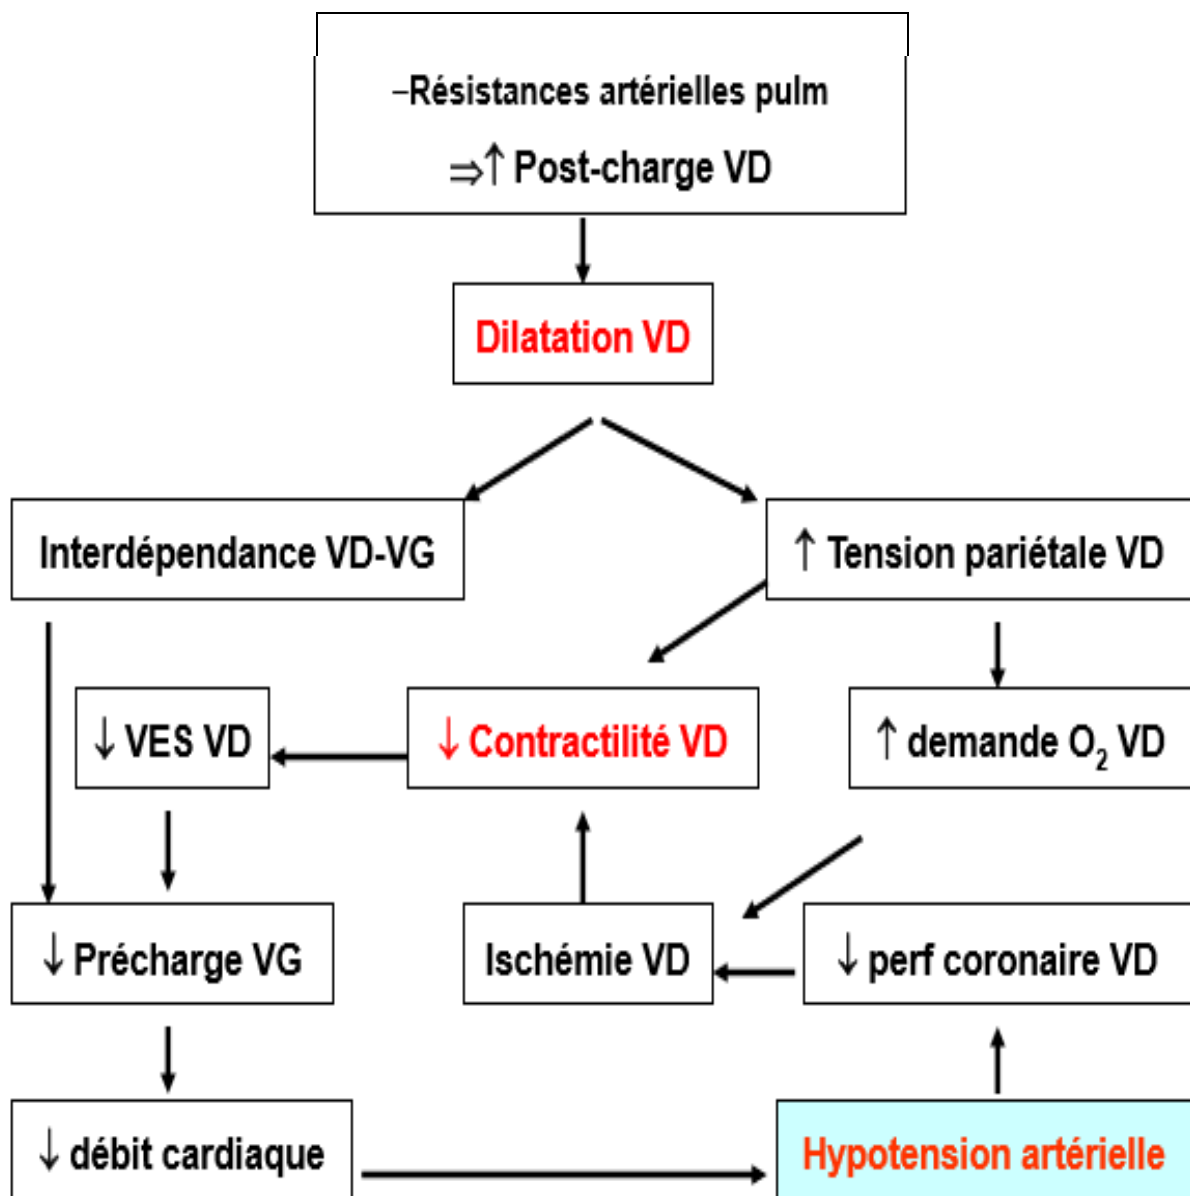 –Résistances artérielles pulm
⇒↑ Post-charge VD
Dilatation VD
Interdépendance VD-VG
↑ Tension pariétale VD
↓ VES VD
↓ Contractilité VD
↑ demande O₂ VD
↓ Précharge VG
Ischémie VD
↓ perf coronaire VD
↓ débit cardiaque
Hypotension artérielle